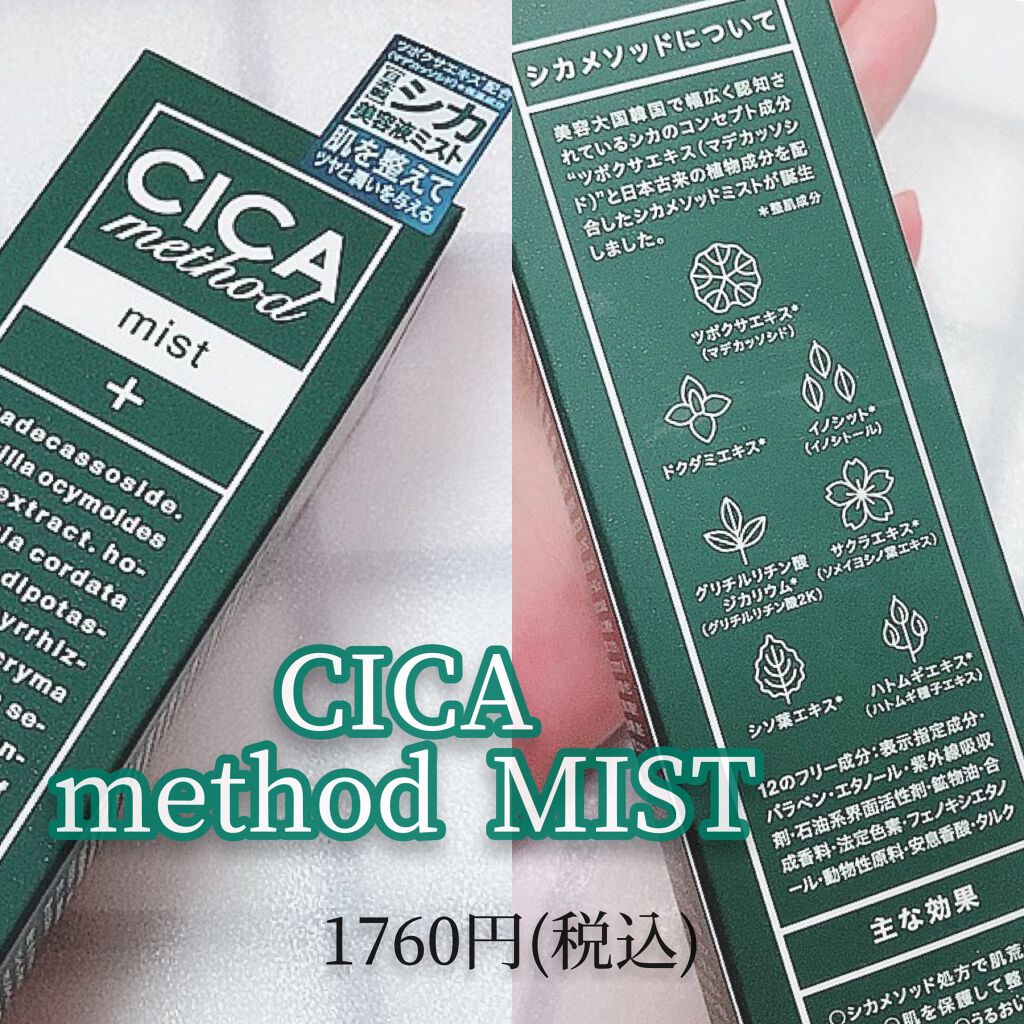 ツボクサエキス配合
シカ
美容液ミスト
肌を整えて
ツヤと潤いを与える
CICA
method
mist
+
adecassoside.
illa ocymoides
extract. ho-
ia cordata
dipotas-
yrrhiz-
eryma
se-
n-
シカメソッドについて
美容大国韓国で幅広く認知さ
れているシカのコンセプト成分
“ツボクサエキス(マデカッソシ
ド)”と日本古来の植物成分を配
合したシカメソッドミストが誕生
しました。
*整肌成分
ツボクサエキス*
(マデカッソシド)
ドクダミエキス*
イノシット*
(イノシトール)
グリチルリチン酸
ジカリウム*
(グリチルリチン酸2K)
サクラエキス*
(ソメイヨシノ葉エキス)
シソ葉エキス*
ハトムギエキス*
(ハトムギ種子エキス)
12のフリー成分:表示指定成分・
パラベン・エタノール・紫外線吸収
剤・石油系界面活性剤・鉱物油・合
成香料・法定色素・フェノキシエタノ
ール・動物性原料・安息香酸・タルク
主な効果
○シカメソッド処方で肌荒
○肌を保護して整
○うるおい
CICA
method MIST
1760円(税込)